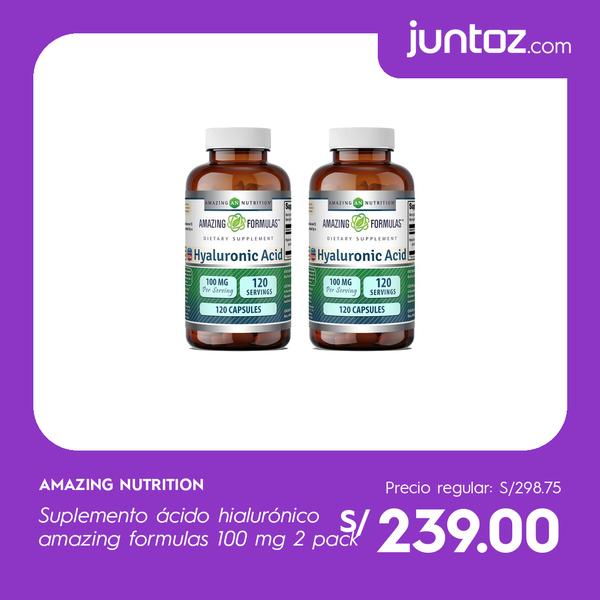 juntoz.com
AMAZING AN NUTRITION
AMAZING FORMULAS™
DIETARY SUPPLEMENT
Hyaluronic Acid
100 MG
Per Serving
120
SERVINGS
120 CAPSULES
AMAZING AN NUTRITION
AMAZING FORMULAS™
DIETARY SUPPLEMENT
Hyaluronic Acid
100 MG
Per Serving
120
SERVINGS
120 CAPSULES
AMAZING NUTRITION
Precio regular: S/298.75
Suplemento ácido hialurónico
amazing formulas 100 mg 2 pack
S/ 239.00